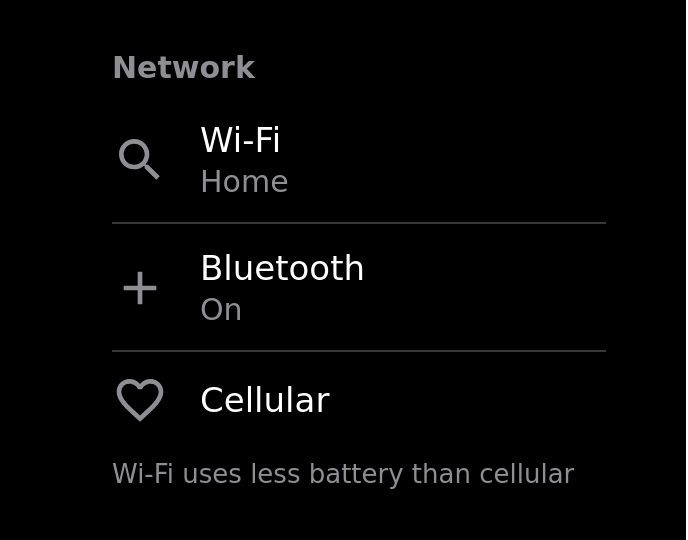 Network
Wi-Fi
Home
Bluetooth
On
Cellular
Wi-Fi uses less battery than cellular